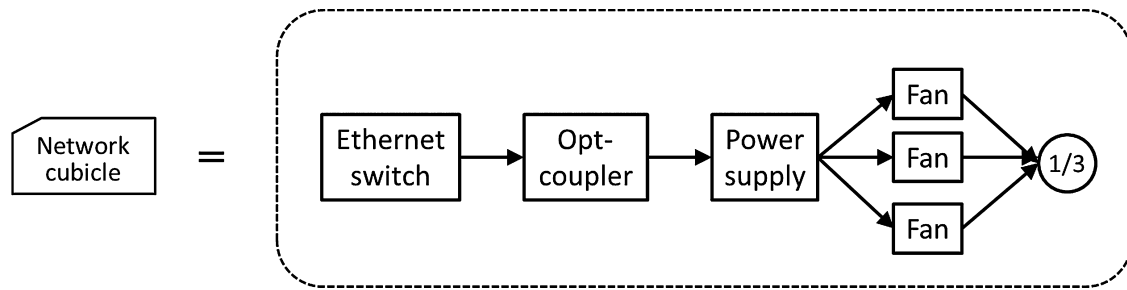 Network
cubicle
=
Ethernet
switch
Opt-
coupler
Power
supply
Fan
Fan
Fan
1/3